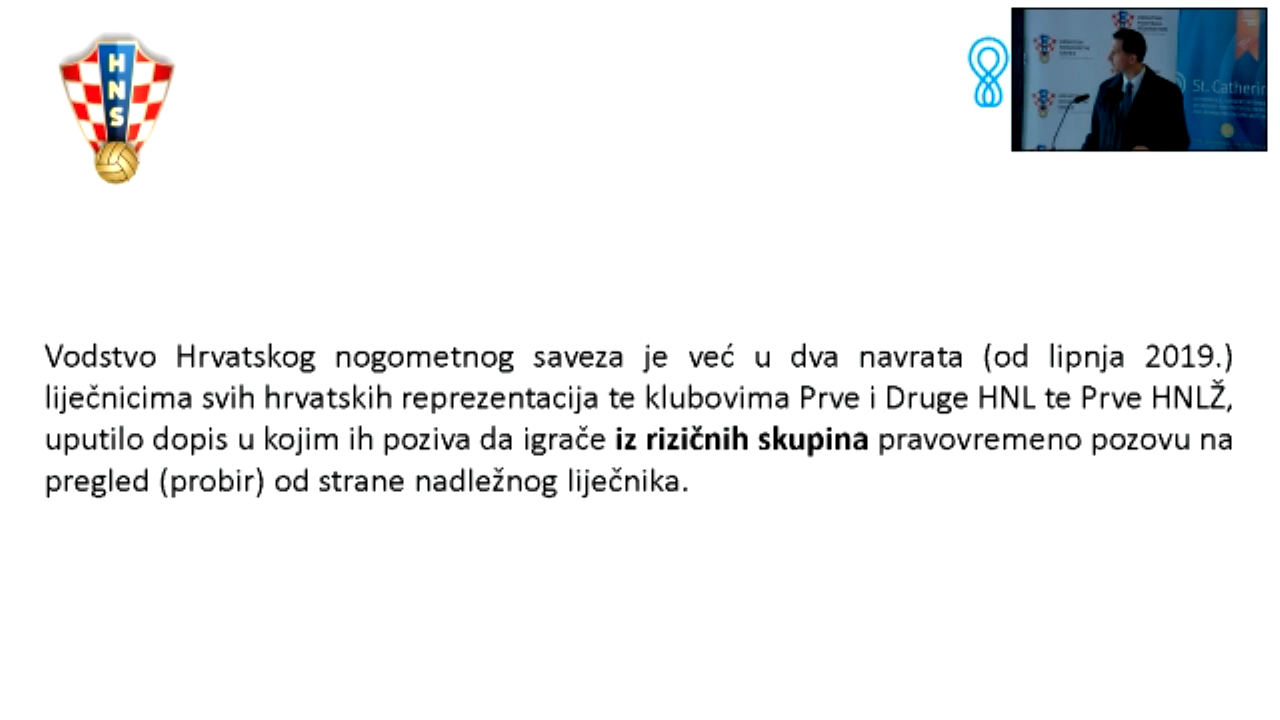 HNS
St. Catherin
Vodstvo Hrvatskog nogometnog saveza je već u dva navrata (od lipnja 2019.)
liječnicima svih hrvatskih reprezentacija te klubovima Prve i Druge HNL te Prve HNLŽ,
uputilo dopis u kojim ih poziva da igrače iz rizičnih skupina pravovremeno pozovu na
pregled (probir) od strane nadležnog liječnika.